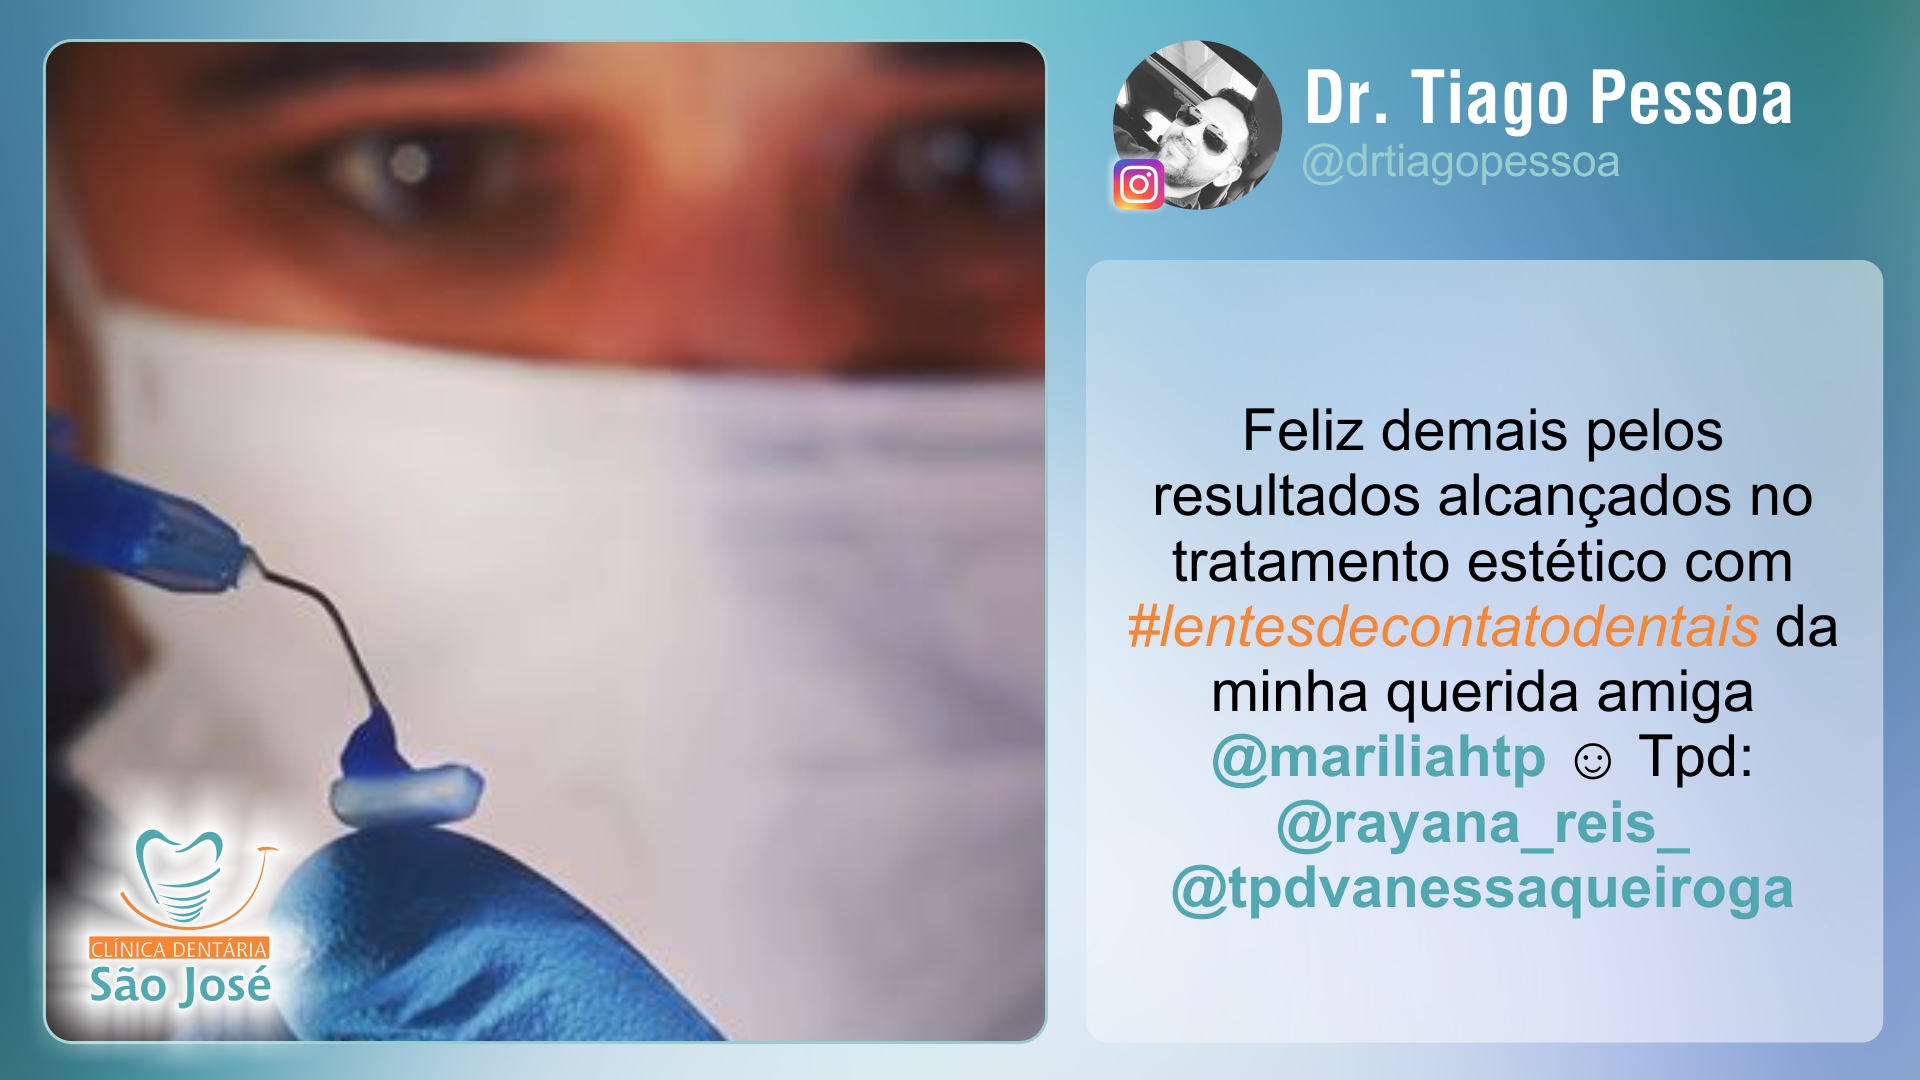 Dr. Tiago Pessoa
@drtiagopessoa
Feliz demais pelos
resultados alcançados no
tratamento estético com
#lentesdecontatodentais da
minha querida amiga
@mariliahtp ☺ Tpd:
@rayana_reis_
@tpdvanessaqueiroga
CLÍNICA DENTÁRIA
São José